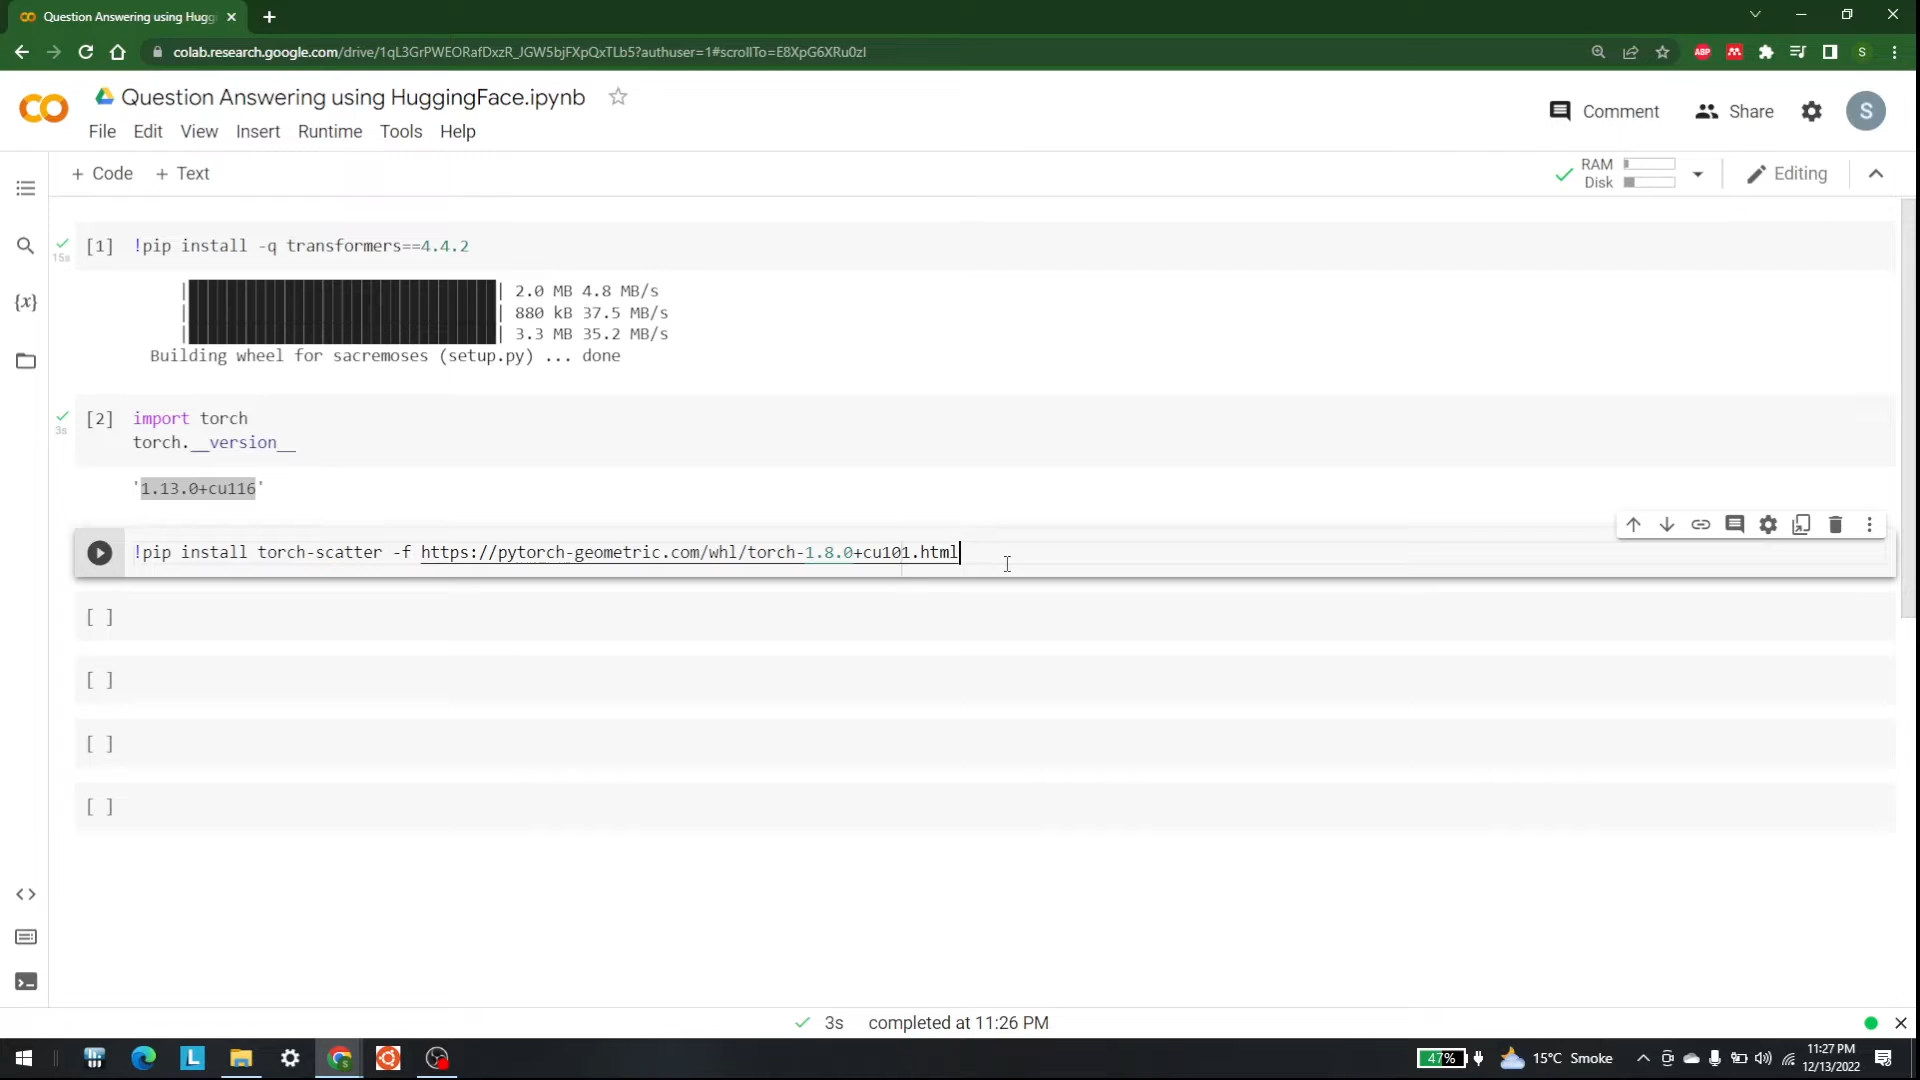 Question Answering using Huggi
colab.research.google.com/drive/1qL3GrPWEORafDxzR_JGW5bjFXpQxTLb5?authuser=1#scrollTo=E8XpG6XRu0zI
ABP
S
Question Answering using HuggingFace.ipynb
Comment
Share
S
File Edit View Insert Runtime Tools Help
+ Code + Text
RAM
Disk
Editing
[1] !pip install -q transformers==4.4.2
15s
2.0 MB 4.8 MB/s
880 kB 37.5 MB/s
3.3 MB 35.2 MB/s
Building wheel for sacremoses (setup.py) ... done
{x}
[2] import torch
3s
torch.__version__
'1.13.0+cu116'
!pip install torch-scatter -f https://pytorch-geometric.com/whl/torch-1.8.0+cu101.html
[ ]
[ ]
[ ]
[ ]
3s completed at 11:26 PM
L
47%
15°C Smoke
11:27 PM
12/13/2022